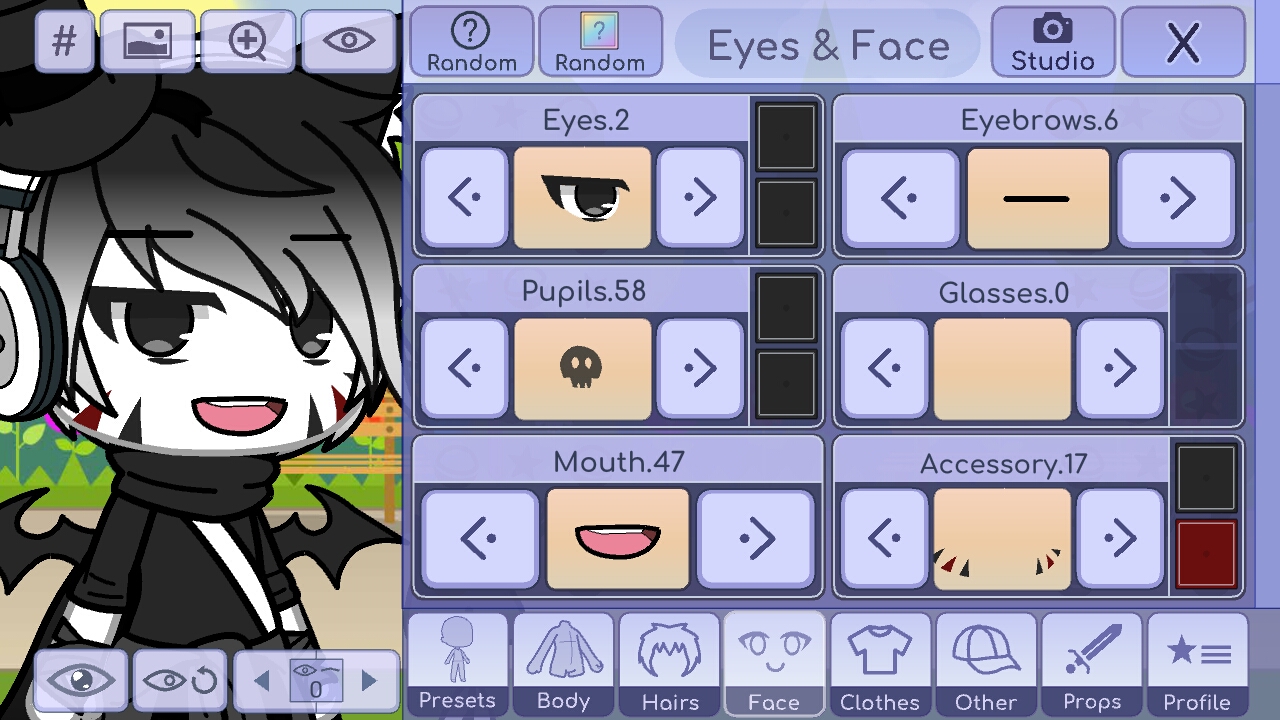 #
? Random
? Random
Eyes & Face
Studio
X
Eyes.2
Eyebrows.6
Pupils.58
Glasses.0
Mouth.47
Accessory.17
0
Presets
Body
Hairs
Face
Clothes
Other
Props
Profile